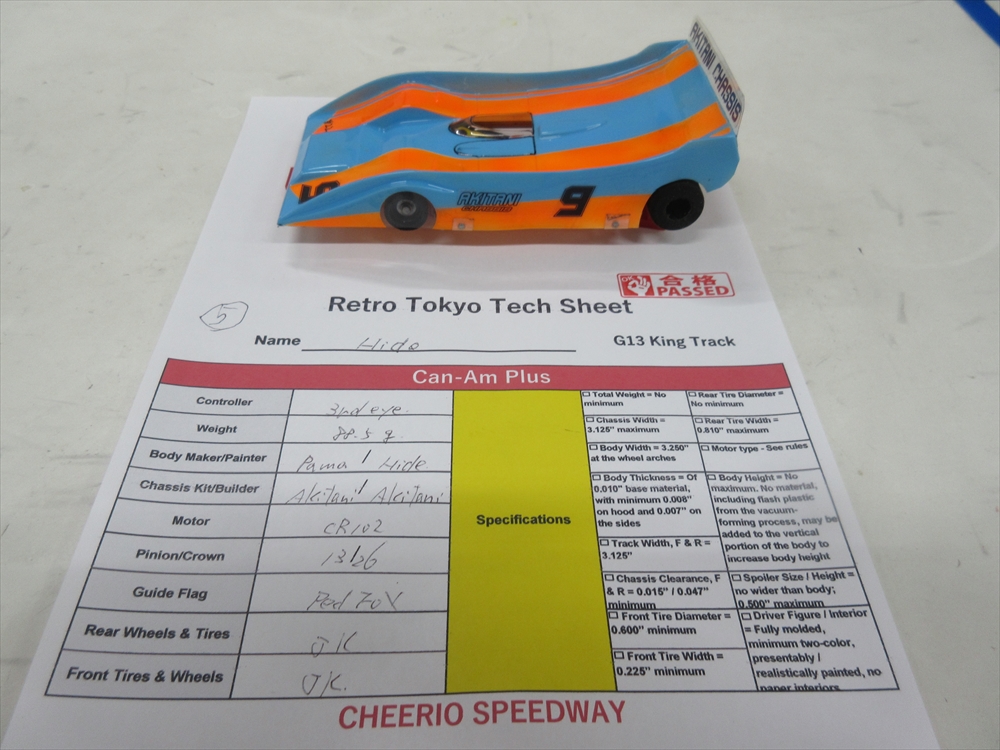 AKITANI CHASSIS
AKITANI
9
合格
PASSED
Retro Tokyo Tech Sheet
5
Name Hide G13 King Track
Can-Am Plus
Controller 3rd eye.
Weight 88.5 g
Body Maker/Painter Parma / Hide
Chassis Kit/Builder Akitani / Akitani
Motor CR102
Pinion/Crown 13/26
Guide Flag Red Fox
Rear Wheels & Tires JK
Front Tires & Wheels JK.
Specifications
☐ Total Weight = No
minimum
☐ Chassis Width =
3.125" maximum
☐ Body Width = 3.250"
at the wheel arches
☐ Body Thickness = Of
0.010" base material,
with minimum 0.008"
on hood and 0.007" on
the sides
☐ Track Width, F & R =
3.125"
☐ Chassis Clearance, F
& R = 0.015" / 0.047"
minimum
☐ Front Tire Diameter =
0.600" minimum
☐ Front Tire Width =
0.225" minimum
☐ Rear Tire Diameter =
No minimum
☐ Rear Tire Width =
0.810" maximum
☐ Motor type - See rules
☐ Body Height = No
maximum. No material,
including flash plastic
from the vacuum-
forming process, may be
added to the vertical
portion of the body to
increase body height
☐ Spoiler Size / Height =
no wider than body;
0.500" maximum
☐ Driver Figure / Interior
= Fully molded,
minimum two-color,
presentably /
realistically painted, no
paper interiors
CHEERIO SPEEDWAY